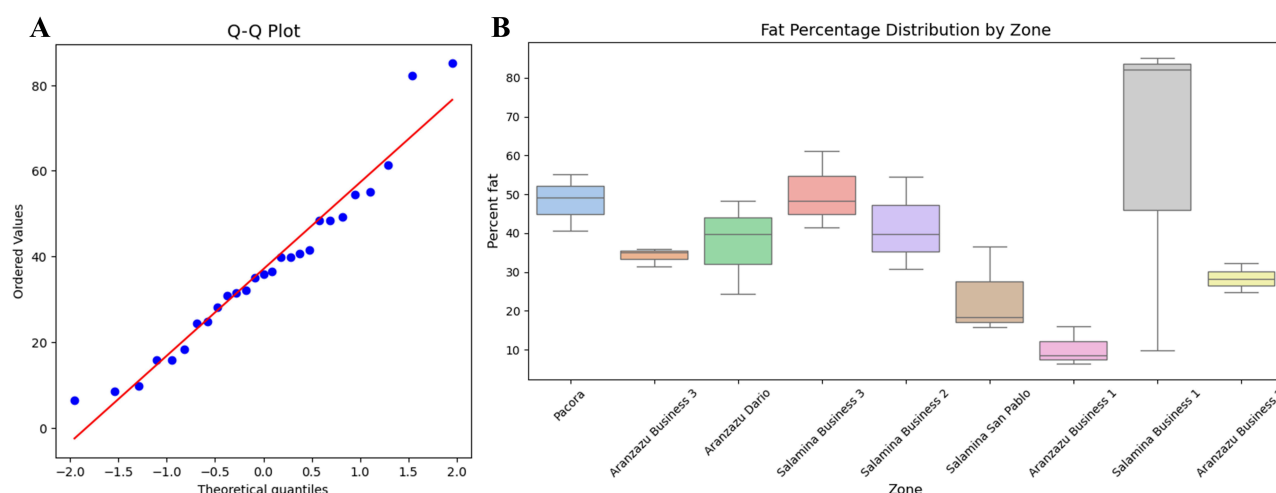 A
Q-Q Plot
Ordered Values
80
60
40
20
0
−2.0 −1.5 −1.0 −0.5 0.0 0.5 1.0 1.5 2.0
Theoretical quantiles
B
Fat Percentage Distribution by Zone
Percent fat
80
70
60
50
40
30
20
10
Pacora
Aranzazu Business 3
Aranzazu Dario
Salamina Business 3
Salamina Business 2
Salamina San Pablo
Aranzazu Business 1
Salamina Business 1
Aranzazu Business
Zone